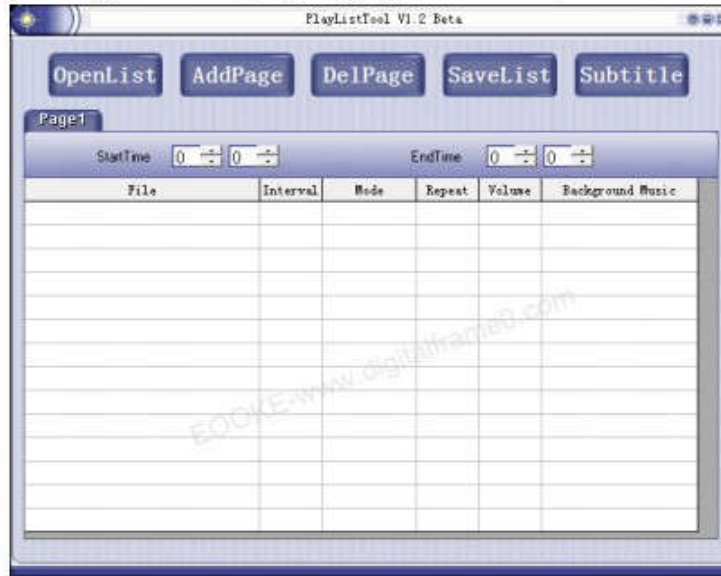 PlayListTool V1.2 Beta
OpenList AddPage DelPage SaveList Subtitle
Page1
StartTime 0 0 EndTime 0 0
File Interval Mode Repeat Volume Background Music
EOOKE-www.digitalframe0.com